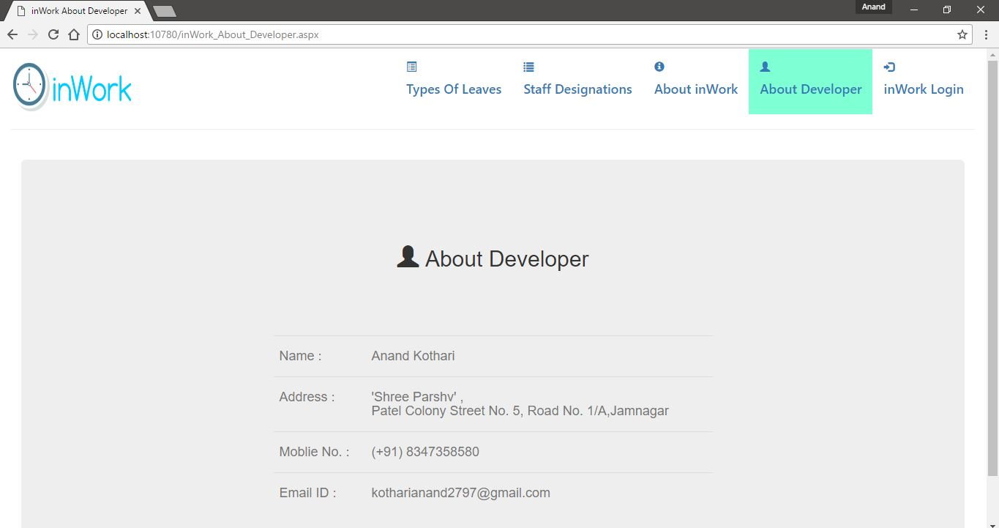 inWork About Developer
Anand
localhost:10780/inWork_About_Developer.aspx
inWork
Types Of Leaves
Staff Designations
About inWork
About Developer
inWork Login
About Developer
Name : Anand Kothari
Address : 'Shree Parshv' ,
Patel Colony Street No. 5, Road No. 1/A,Jamnagar
Moblie No. : (+91) 8347358580
Email ID : kothari​anand2797@gmail.com